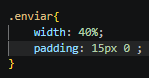 .enviar{
    width: 40%;
    padding: 15px 0 ;
}